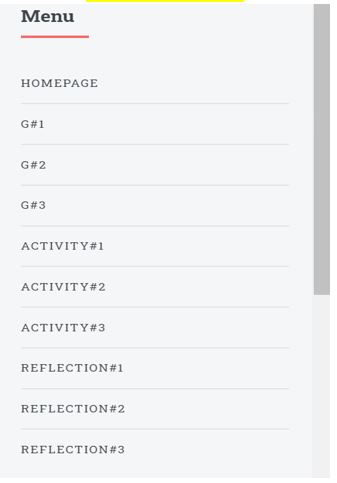 Menu
HOMEPAGE
G#1
G#2
G#3
ACTIVITY#1
ACTIVITY#2
ACTIVITY#3
REFLECTION#1
REFLECTION#2
REFLECTION#3